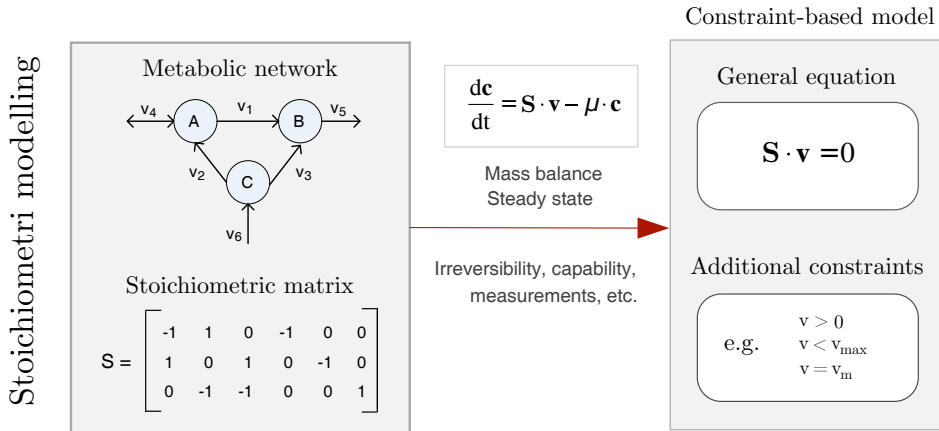 Stoichiometri modelling
Metabolic network
v4
v1
v5
A
B
v2
v3
C
v6
Stoichiometric matrix
S =
-1 1 0 -1 0 0
1 0 1 0 -1 0
0 -1 -1 0 0 1
dc/dt = S · v − μ · c
Mass balance
Steady state
Irreversibility, capability,
measurements, etc.
Constraint-based model
General equation
S · v = 0
Additional constraints
e.g.
v > 0
v < vmax
v = vm